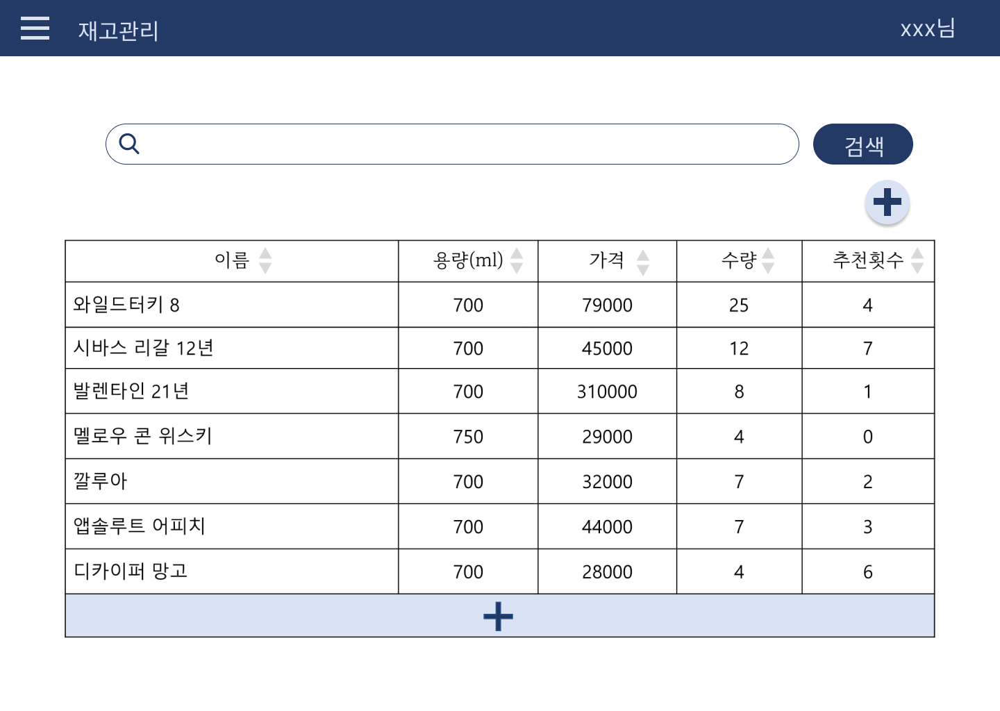 재고관리
xxx님
검색
이름 용량(ml) 가격 수량 추천횟수
와일드터키 8 700 79000 25 4
시바스 리갈 12년 700 45000 12 7
발렌타인 21년 700 310000 8 1
멜로우 콘 위스키 750 29000 4 0
깔루아 700 32000 7 2
앱솔루트 어피치 700 44000 7 3
디카이퍼 망고 700 28000 4 6